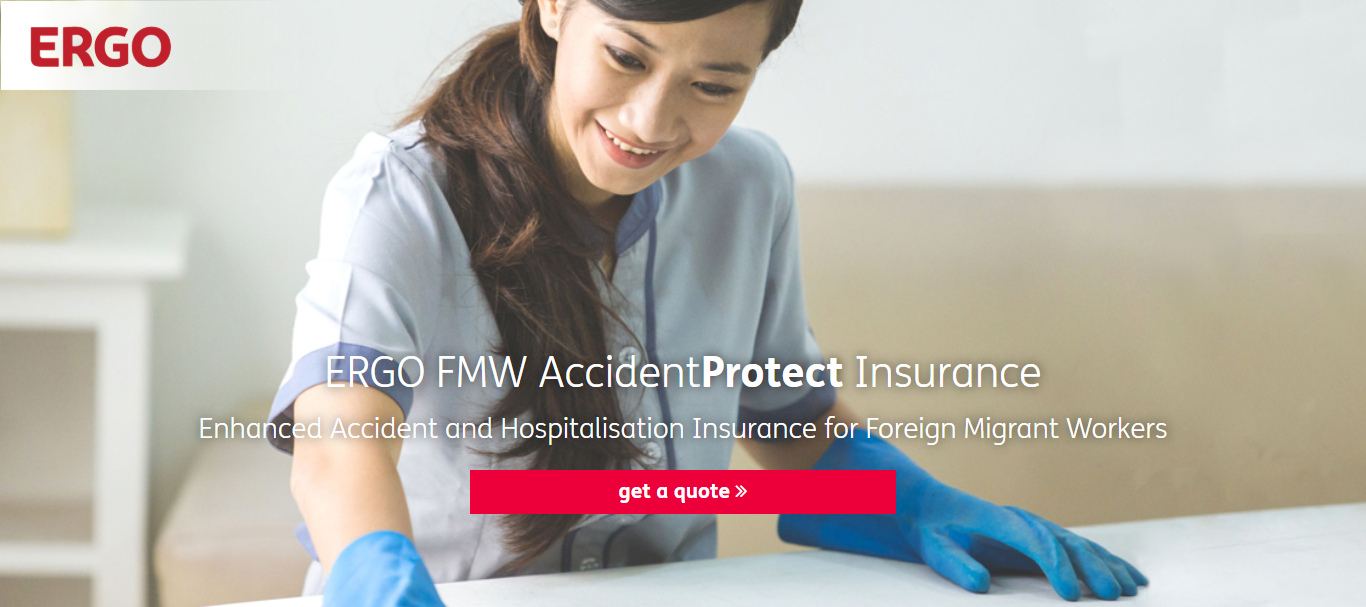 ERGO
ERGO FMW AccidentProtect Insurance
Enhanced Accident and Hospitalisation Insurance for Foreign Migrant Workers
get a quote »